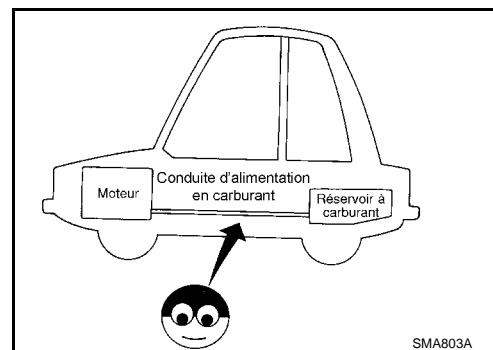 Conduite d'alimentation
en carburant
Moteur
Réservoir à
carburant
SMA803A